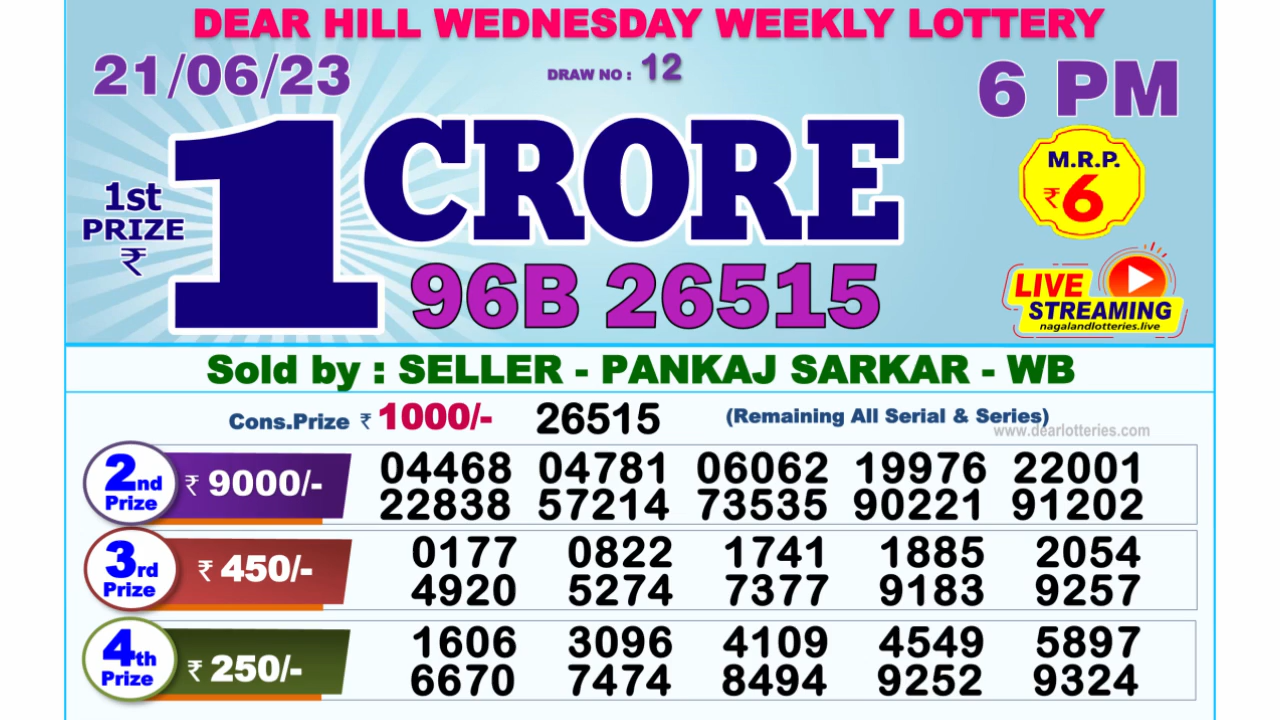 DEAR HILL WEDNESDAY WEEKLY LOTTERY
21/06/23
DRAW NO : 12
6 PM
1st
PRIZE
₹
1 CRORE
96B 26515
M.R.P.
₹6
LIVE
STREAMING
nagalandlotteries.live
Sold by : SELLER - PANKAJ SARKAR - WB
Cons.Prize ₹ 1000/- 26515 (Remaining All Serial & Series)
www.dearlotteries.com
2nd
Prize
₹ 9000/-
04468 04781 06062 19976 22001
22838 57214 73535 90221 91202
3rd
Prize
₹ 450/-
0177 0822 1741 1885 2054
4920 5274 7377 9183 9257
4th
Prize
₹ 250/-
1606 3096 4109 4549 5897
6670 7474 8494 9252 9324